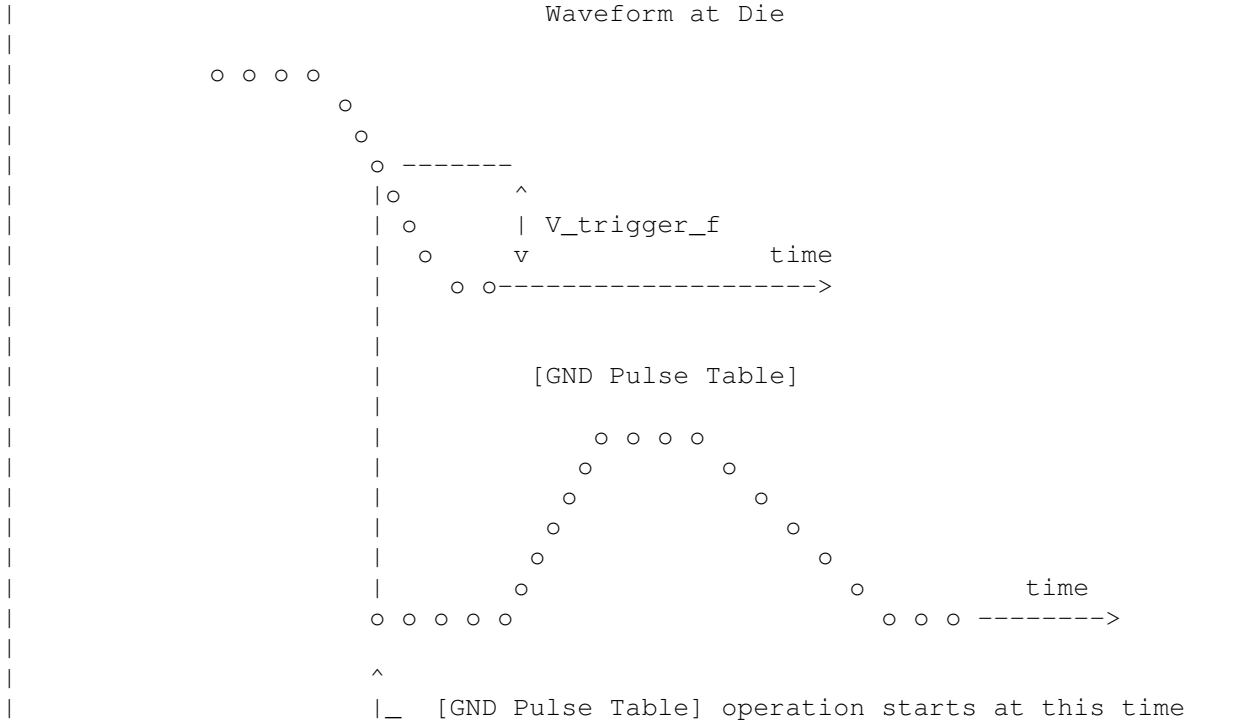 Waveform at Die
V_trigger_f
time
[GND Pulse Table]
time
[GND Pulse Table] operation starts at this time